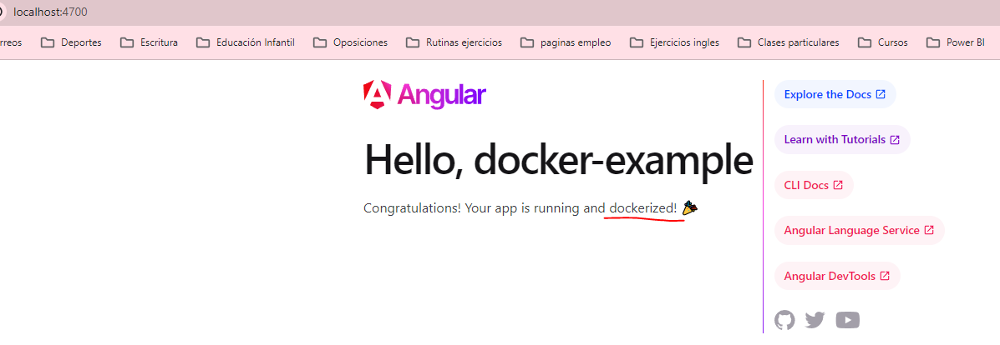 localhost:4700
rreos Deportes Escritura Educación Infantil Oposiciones Rutinas ejercicios paginas empleo Ejercicios ingles Clases particulares Cursos Power BI
Angular
Hello, docker-example
Congratulations! Your app is running and dockerized! 🎉
Explore the Docs
Learn with Tutorials
CLI Docs
Angular Language Service
Angular DevTools